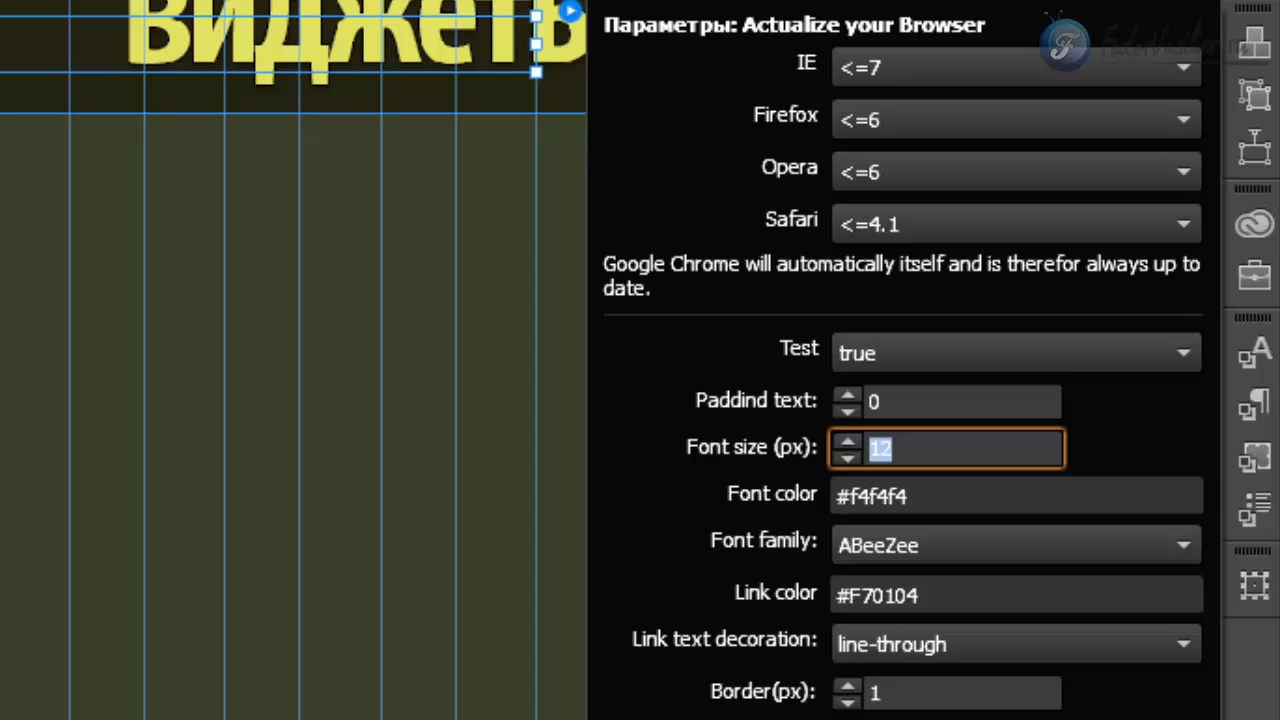 Виджеть
Параметры: Actualize your Browser
IE <=7
Firefox <=6
Opera <=6
Safari <=4.1
Google Chrome will automatically itself and is therefor always up to
date.
Test true
Paddind text: 0
Font size (px): 12
Font color #f4f4f4
Font family: ABeeZee
Link color #F70104
Link text decoration: line-through
Border(px): 1